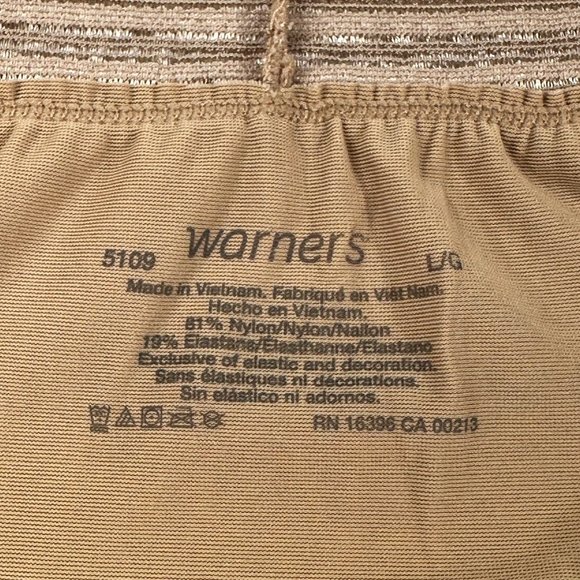 warners
5109 L/G
Made in Vietnam. Fabriqué en Viêt Nam.
Hecho en Vietnam.
81% Nylon/Nylon/Nailon
19% Elastane/Élasthanne/Elastano
Exclusive of elastic and decoration.
Sans élastiques ni décorations.
Sin elástico ni adornos.
RN 16396 CA 00213